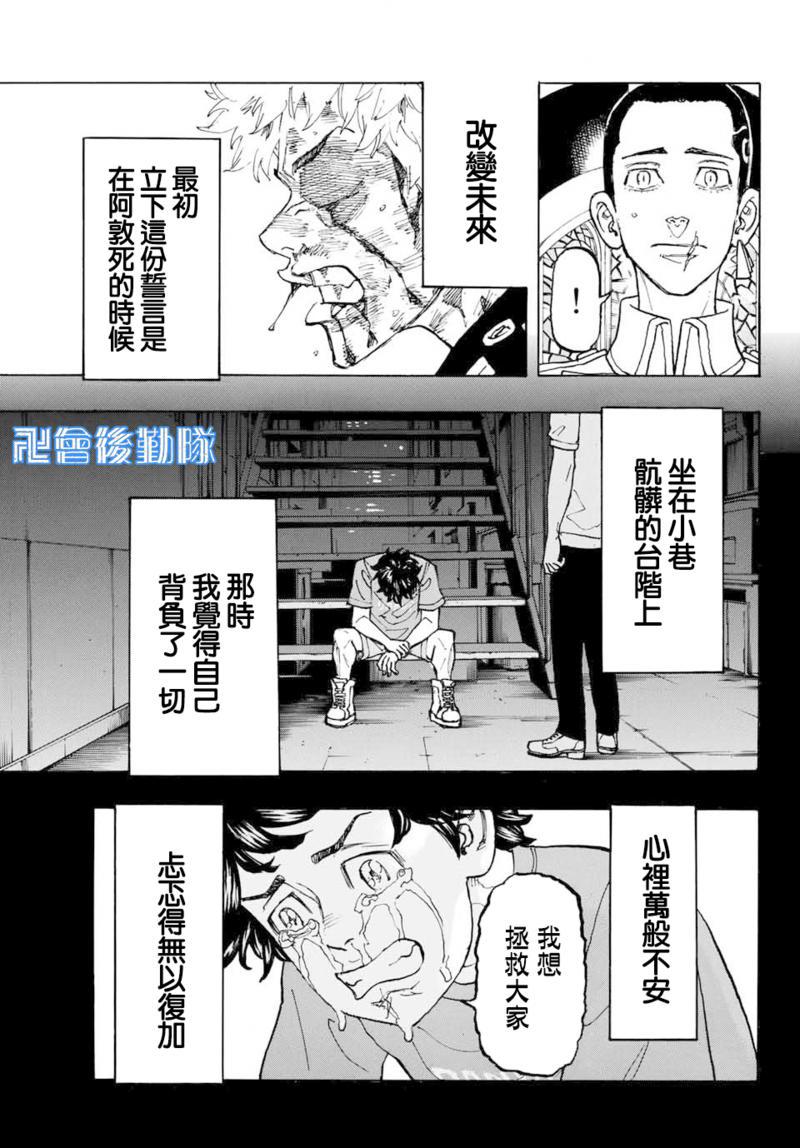 ！
改變未來
最初
立下這份誓言是
在阿敦死的時候
卍會後勤隊
坐在小巷
骯髒的台階上
那時
我覺得自己
背負了一切
心裡萬般不安
我想
拯救大家
忐忑得無以復加